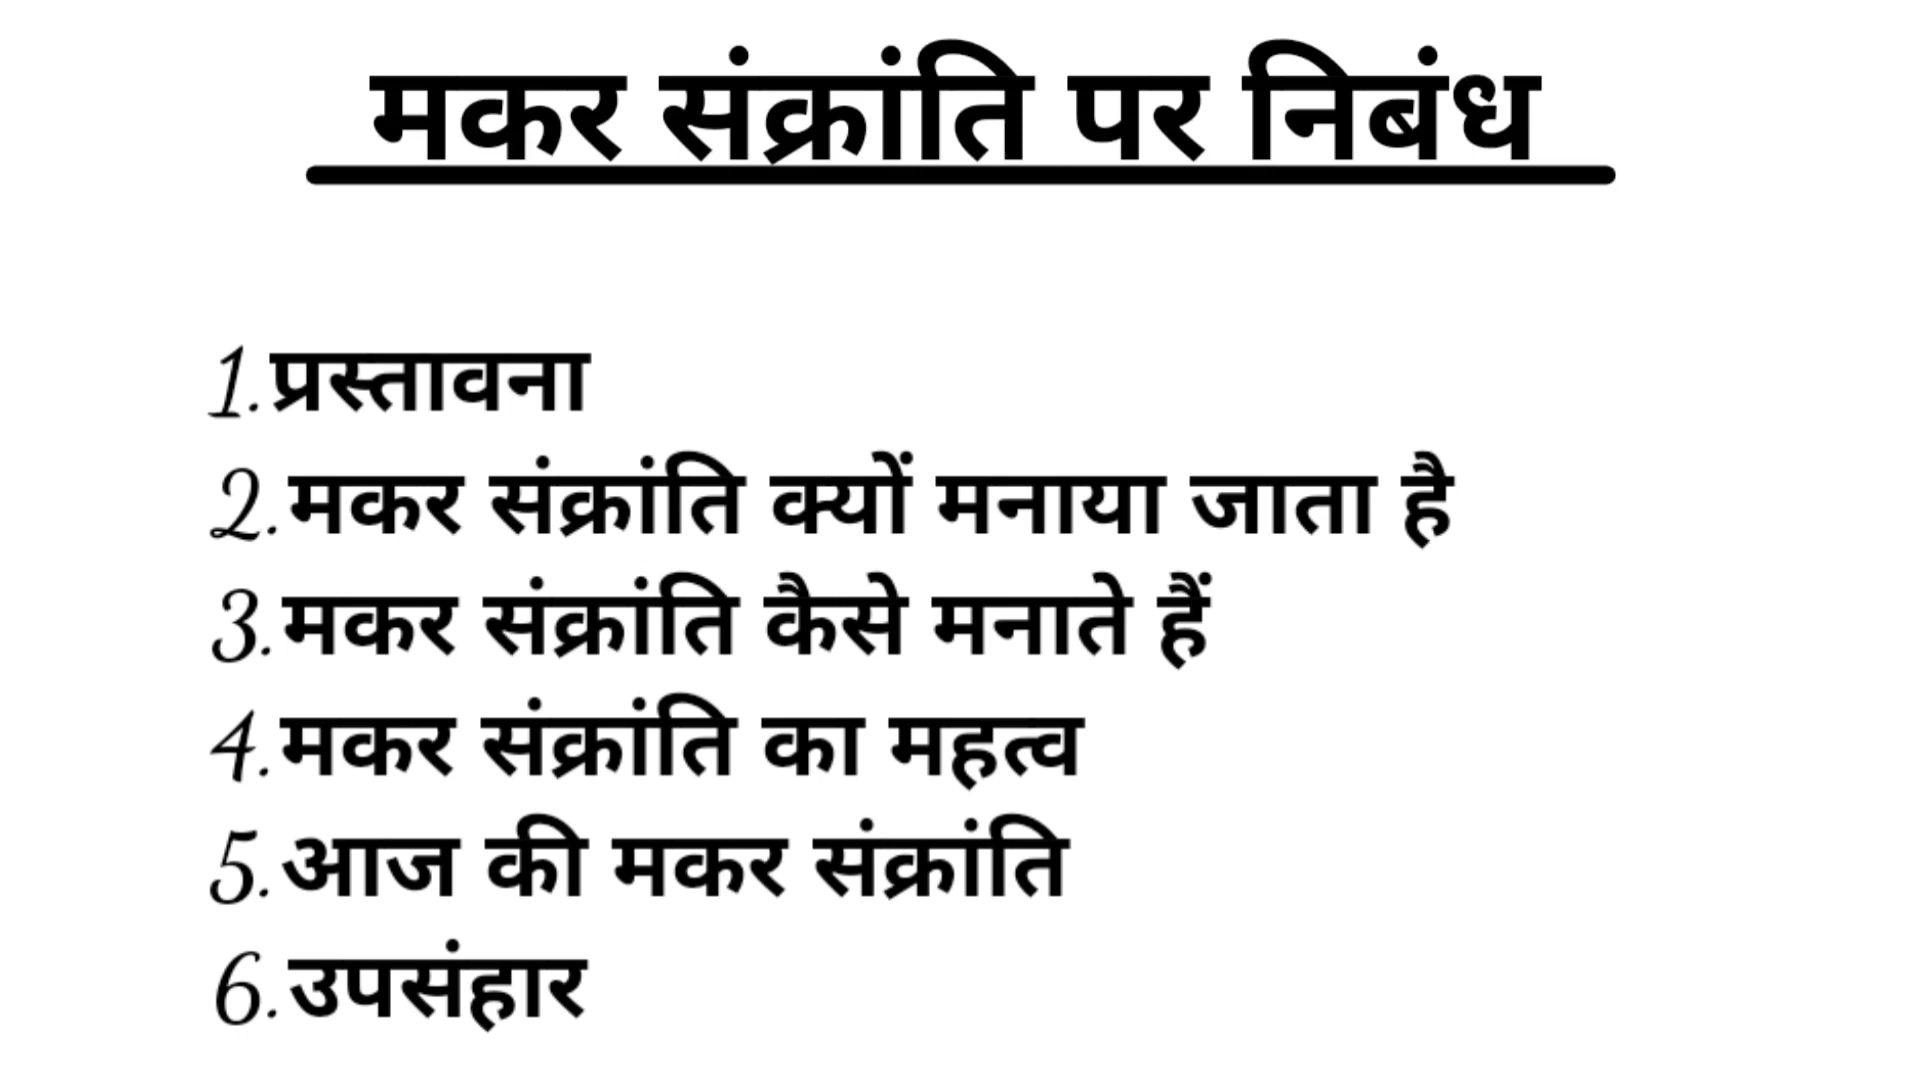 मकर संक्रांति पर निबंध
1.प्रस्तावना
2.मकर संक्रांति क्यों मनाया जाता है
3.मकर संक्रांति कैसे मनाते हैं
4.मकर संक्रांति का महत्व
5.आज की मकर संक्रांति
6.उपसंहार